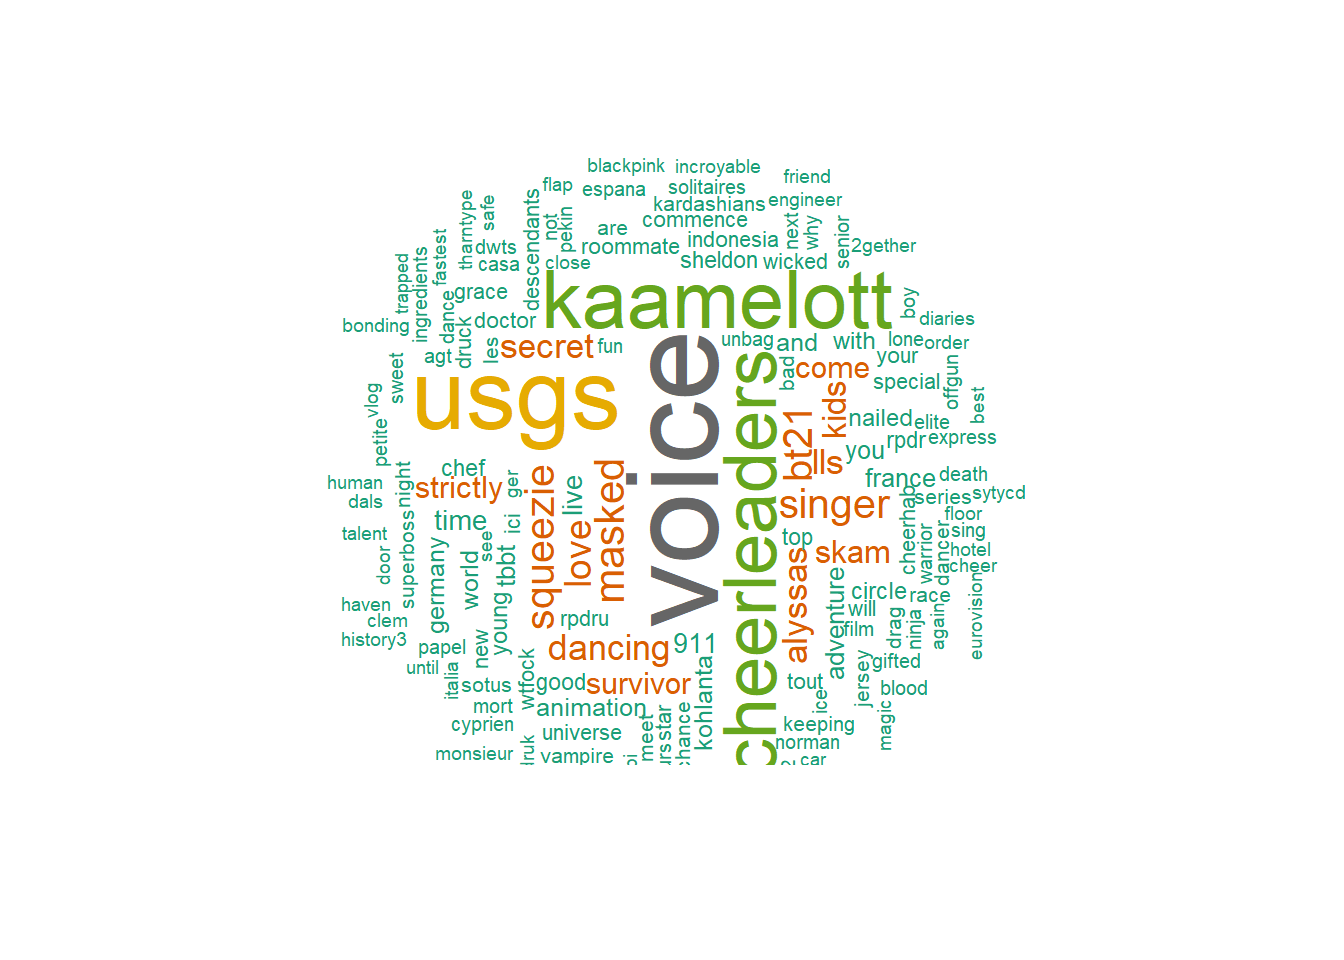 blackpink
incroyable
flap
espana
solitaires
friend
kardashians
engineer
commence
tharntype
safe
descendants
not
pekin
are
roommate
indonesia
next
why
senior
2gether
dwts
casa
close
sheldon
wicked
trapped
ingredients
fastest
grace
kaamelott
boy
diaries
bonding
dance
druck
doctor
les
secret
fun
unbag
and
with
lone
order
agt
sweet
vlog
usgs
voice
cheerleaders
bad
come
your
special
offgun
best
kids
petite
bt21
nailed
elite
you
rpdr
express
lls
human
dals
night
chef
strictly
ger
squeezie
live
masked
singer
france
death
series
sytycd
cheerhab
floor
talent
superboss
time
ici
love
top
skam
sing
hotel
cheer
door
germany
world
see
tbbt
alyssas
warrior
dancer
haven
clem
history3
young
rpdru
adventure
circle
race
will
film
drag
ninja
again
eurovision
papel
new
dancing
911
until
italia
sotus
wtfock
good
survivor
kohlanta
tout
gifted
jersey
blood
mort
animation
ice
magic
cyprien
universe
meet
star
chance
keeping
norman
monsieur
druk
vampire
car